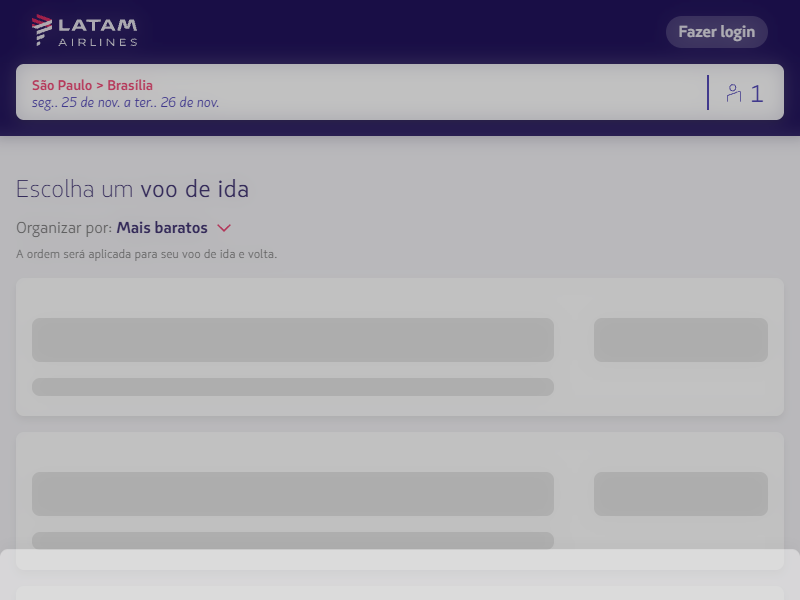 LATAM
AIRLINES
Fazer login
São Paulo > Brasília
seg.. 25 de nov. a ter.. 26 de nov.
1
Escolha um voo de ida
Organizar por: Mais baratos
A ordem será aplicada para seu voo de ida e volta.